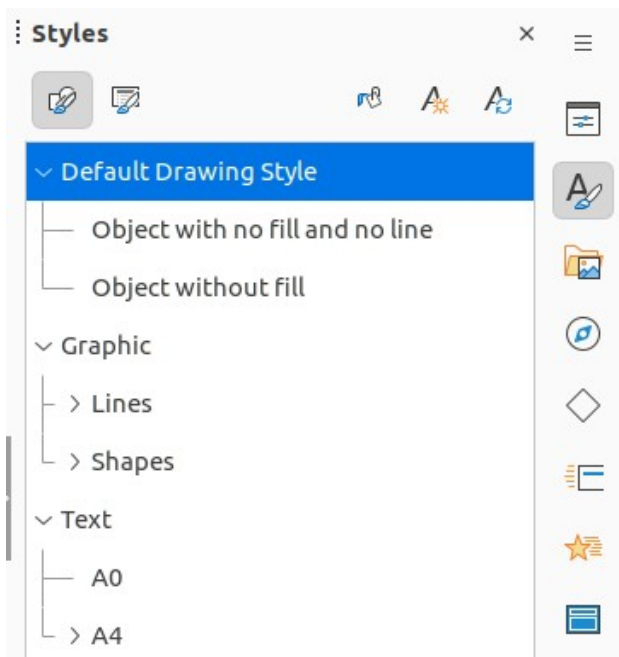 Styles
Default Drawing Style
Object with no fill and no line
Object without fill
Graphic
Lines
Shapes
Text
A0
A4